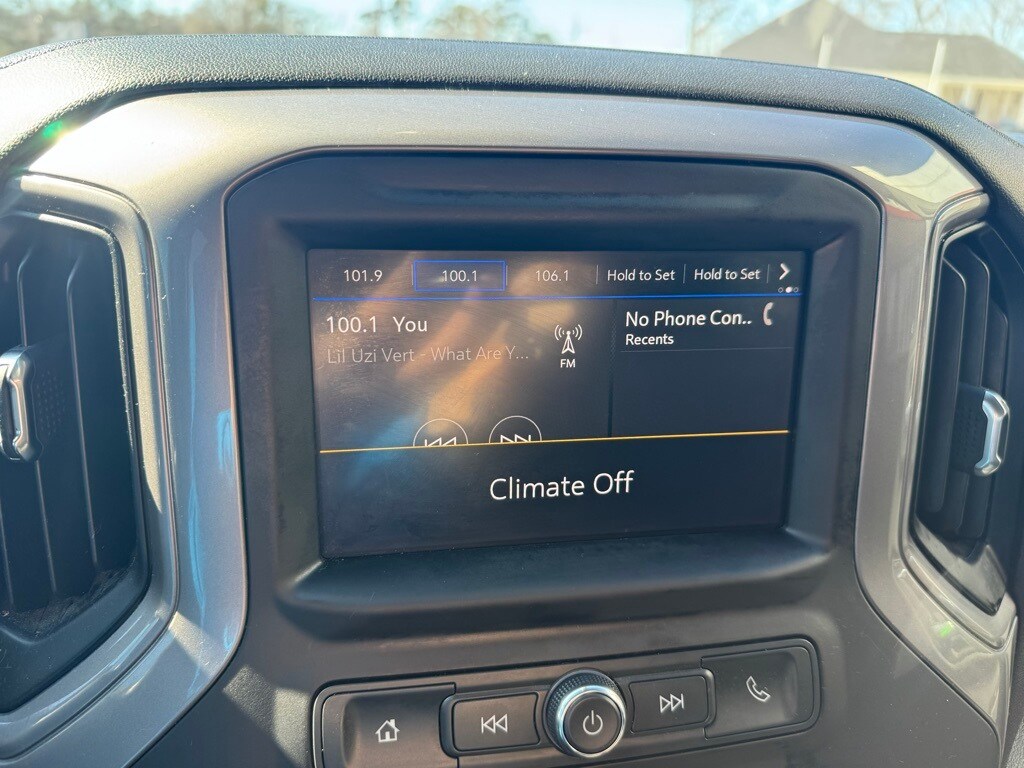 101.9 100.1 106.1 Hold to Set Hold to Set
100.1 You
Lil Uzi Vert - What Are Y...
FM
No Phone Con..
Recents
Climate Off